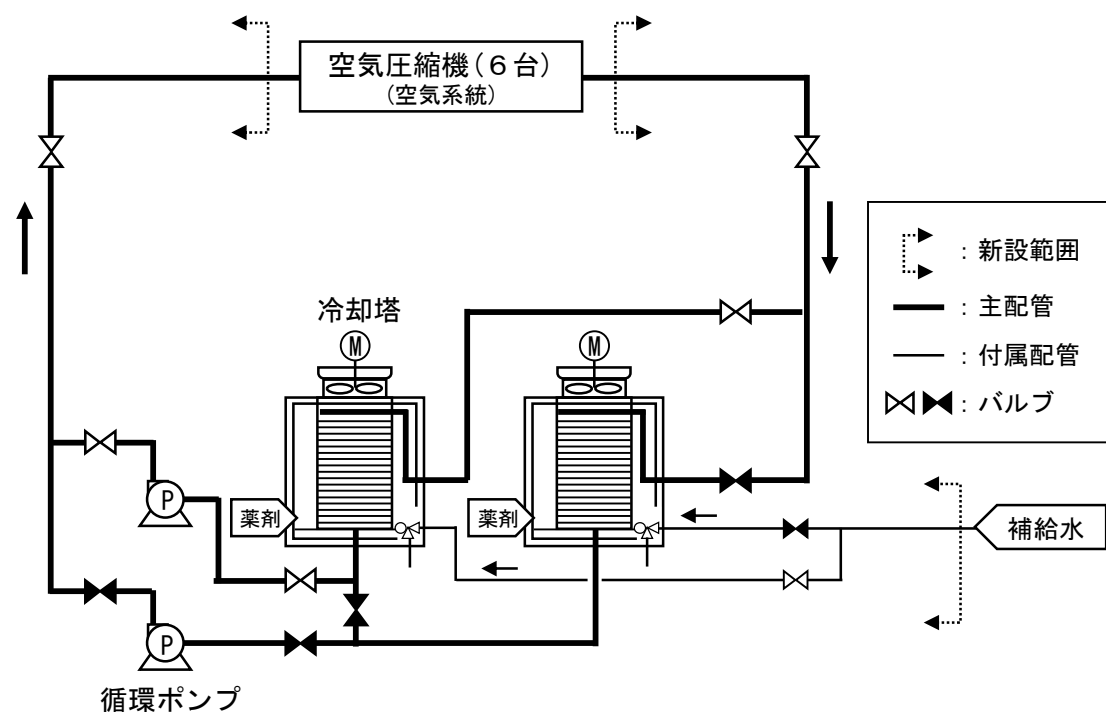 空気圧縮機(6台)
(空気系統)
: 新設範囲
: 主配管
: 付属配管
: バルブ
冷却塔
M
M
P
薬剤
薬剤
補給水
P
循環ポンプ